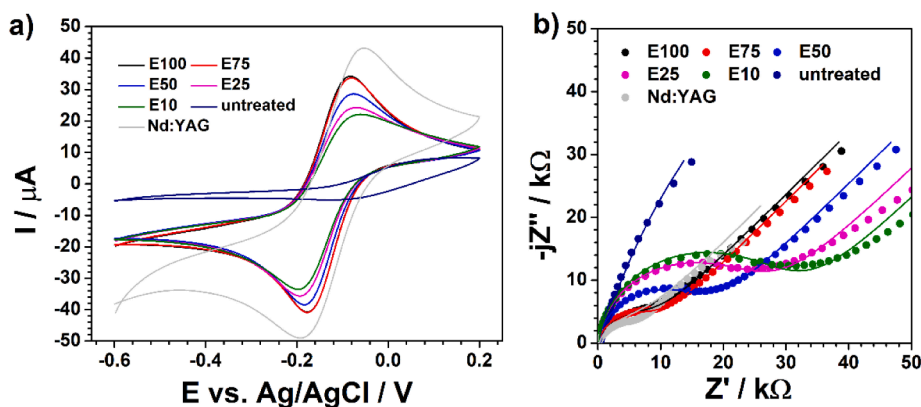 a)
E100 E75
E50 E25
E10 untreated
Nd:YAG
50
40
30
20
10
0
-10
-20
-30
-40
-50
I / μA
-0.6 -0.4 -0.2 0.0 0.2
E vs. Ag/AgCl / V
b)
E100 E75 E50
E25 E10 untreated
Nd:YAG
50
40
30
20
10
0
-jZ'' / kΩ
0 10 20 30 40 50
Z' / kΩ